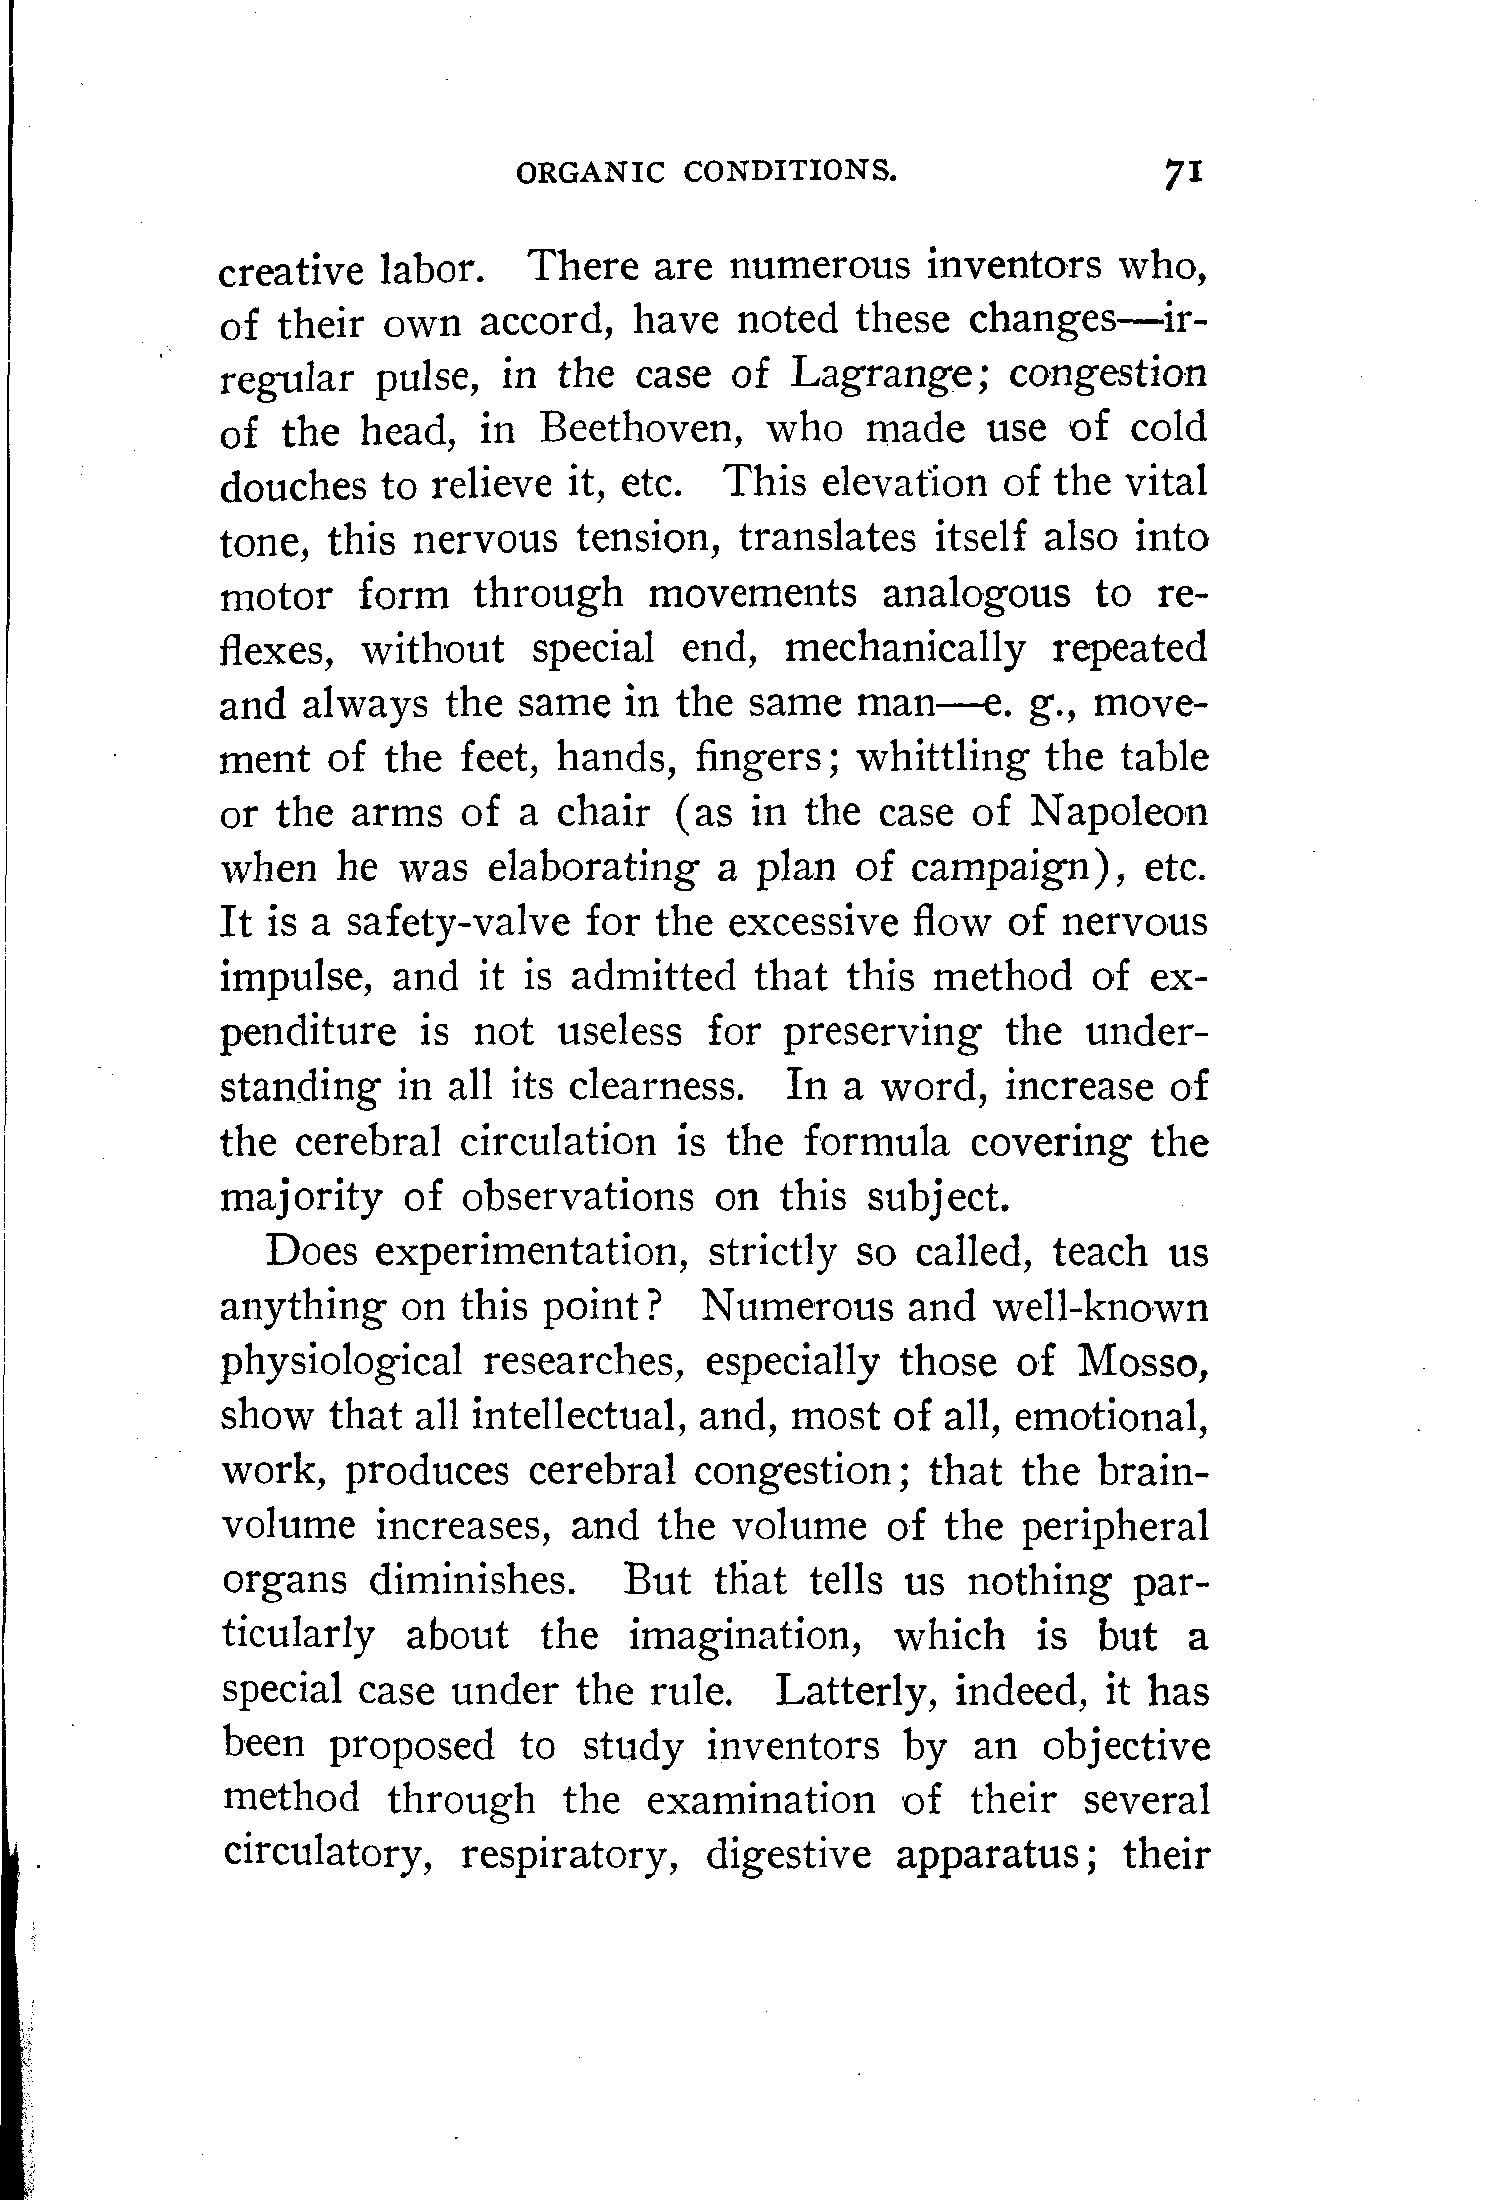 ORGANIC CONDITIONS. 71
creative labor. There are numerous inventors who,
of their own accord, have noted these changes—ir-
regular pulse, in the case of Lagrange; congestion
of the head, in Beethoven, who made use of cold
douches to relieve it, etc. This elevation of the vital
tone, this nervous tension, translates itself also into
motor form through movements analogous to re-
flexes, without special end, mechanically repeated
and always the same in the same man—e. g., move-
ment of the feet, hands, fingers; whittling the table
or the arms of a chair (as in the case of Napoleon
when he was elaborating a plan of campaign), etc.
It is a safety-valve for the excessive flow of nervous
impulse, and it is admitted that this method of ex-
penditure is not useless for preserving the under-
standing in all its clearness. In a word, increase of
the cerebral circulation is the formula covering the
majority of observations on this subject.
Does experimentation, strictly so called, teach us
anything on this point? Numerous and well-known
physiological researches, especially those of Mosso,
show that all intellectual, and, most of all, emotional,
work, produces cerebral congestion; that the brain-
volume increases, and the volume of the peripheral
organs diminishes. But that tells us nothing par-
ticularly about the imagination, which is but a
special case under the rule. Latterly, indeed, it has
been proposed to study inventors by an objective
method through the examination of their several
circulatory, respiratory, digestive apparatus; their